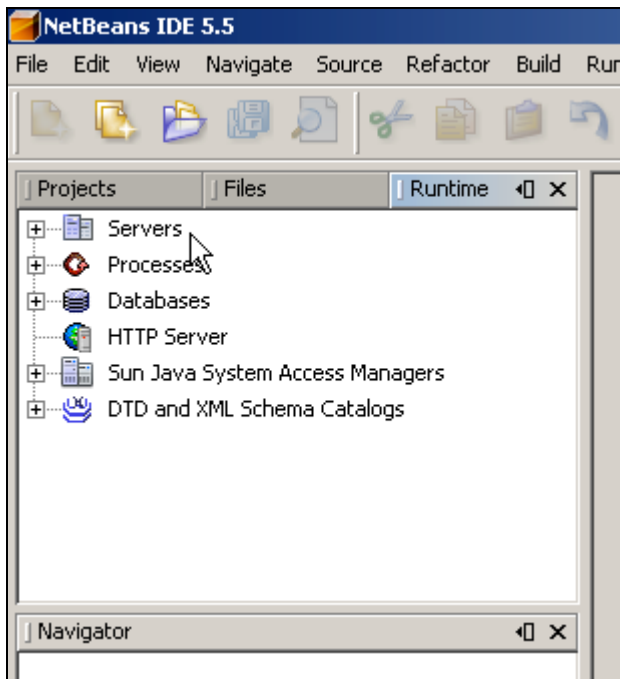 NetBeans IDE 5.5
File Edit View Navigate Source Refactor Build Run
Projects Files Runtime
Servers
Processes
Databases
HTTP Server
Sun Java System Access Managers
DTD and XML Schema Catalogs
Navigator